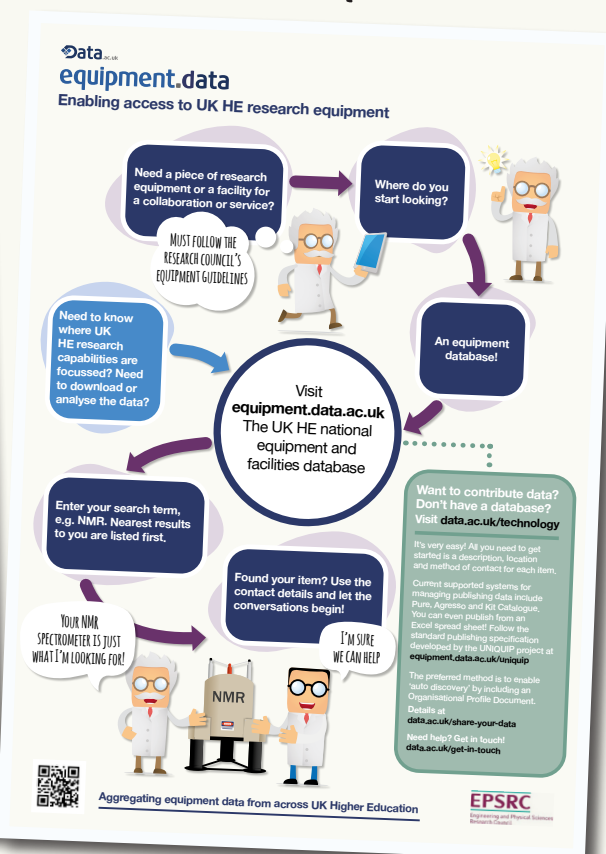 Data.ac.uk
equipment.data
Enabling access to UK HE research equipment
Need a piece of research
equipment or a facility for
a collaboration or service?
Where do you
start looking?
MUST FOLLOW THE
RESEARCH COUNCIL'S
EQUIPMENT GUIDELINES
An equipment
database!
Need to know
where UK
HE research
capabilities are
focussed? Need
to download or
analyse the data?
Visit
equipment.data.ac.uk
The UK HE national
equipment and
facilities database
Enter your search term,
e.g. NMR. Nearest results
to you are listed first.
Found your item? Use the
contact details and let the
conversations begin!
YOUR NMR
SPECTROMETER IS JUST
WHAT I'M LOOKING FOR!
I'M SURE
WE CAN HELP
NMR
Want to contribute data?
Don't have a database?
Visit data.ac.uk/technology
It's very easy! All you need to get
started is a description, location
and method of contact for each item.
Current supported systems for
managing publishing data include
Pure, Agresso and Kit Catalogue.
You can even publish from an
Excel spread sheet! Follow the
standard publishing specification
developed by the UNIQUIP project at
equipment.data.ac.uk/uniquip
The preferred method is to enable
'auto discovery' by including an
Organisational Profile Document.
Details at
data.ac.uk/share-your-data
Need help? Get in touch!
data.ac.uk/get-in-touch
Aggregating equipment data from across UK Higher Education
EPSRC
Engineering and Physical Sciences
Research Council